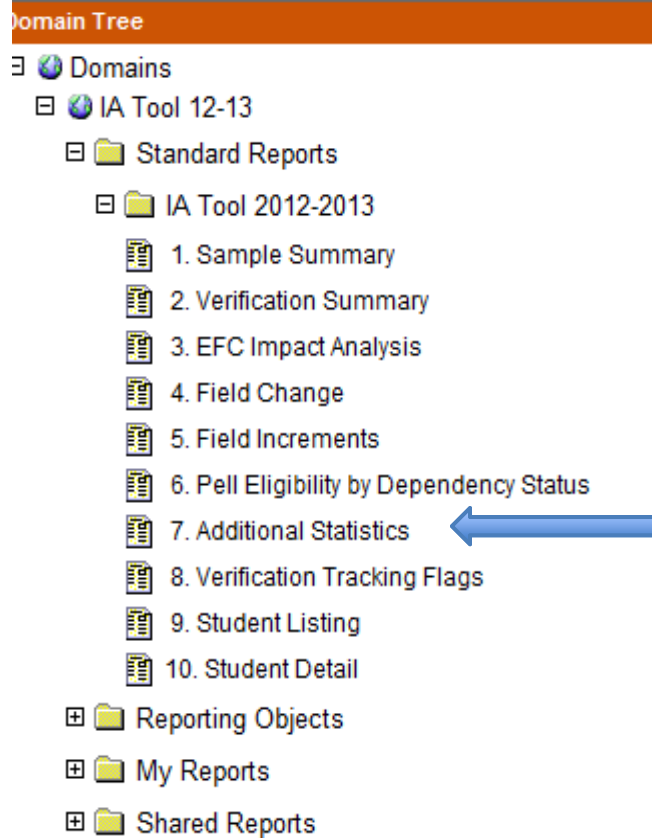 Domain Tree
Domains
IA Tool 12-13
Standard Reports
IA Tool 2012-2013
1. Sample Summary
2. Verification Summary
3. EFC Impact Analysis
4. Field Change
5. Field Increments
6. Pell Eligibility by Dependency Status
7. Additional Statistics
8. Verification Tracking Flags
9. Student Listing
10. Student Detail
Reporting Objects
My Reports
Shared Reports